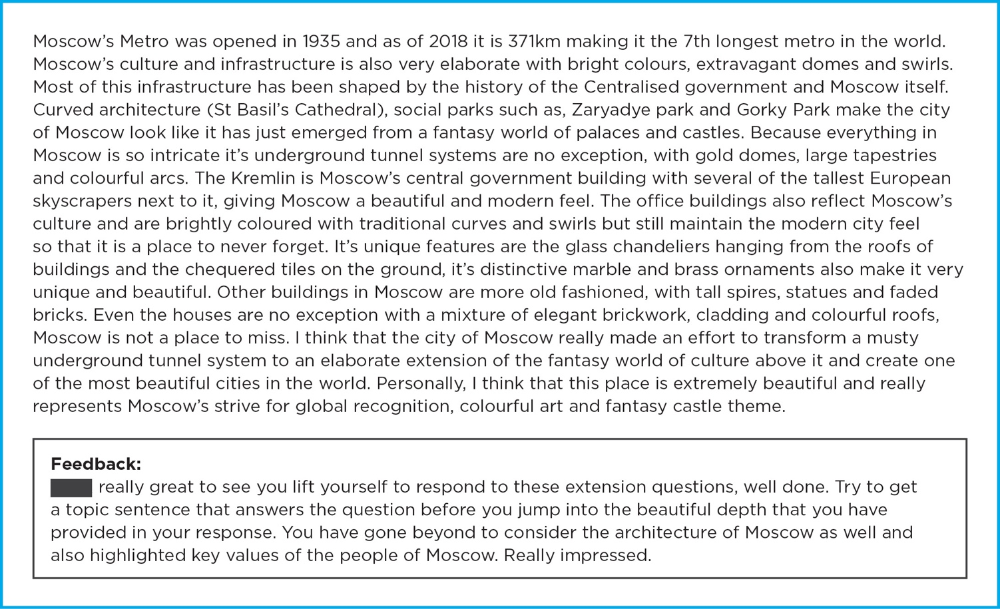 Moscow’s Metro was opened in 1935 and as of 2018 it is 371km making it the 7th longest metro in the world.
Moscow’s culture and infrastructure is also very elaborate with bright colours, extravagant domes and swirls.
Most of this infrastructure has been shaped by the history of the Centralised government and Moscow itself.
Curved architecture (St Basil’s Cathedral), social parks such as, Zaryadye park and Gorky Park make the city
of Moscow look like it has just emerged from a fantasy world of palaces and castles. Because everything in
Moscow is so intricate it’s underground tunnel systems are no exception, with gold domes, large tapestries
and colourful arcs. The Kremlin is Moscow’s central government building with several of the tallest European
skyscrapers next to it, giving Moscow a beautiful and modern feel. The office buildings also reflect Moscow’s
culture and are brightly coloured with traditional curves and swirls but still maintain the modern city feel
so that it is a place to never forget. It’s unique features are the glass chandeliers hanging from the roofs of
buildings and the chequered tiles on the ground, it’s distinctive marble and brass ornaments also make it very
unique and beautiful. Other buildings in Moscow are more old fashioned, with tall spires, statues and faded
bricks. Even the houses are no exception with a mixture of elegant brickwork, cladding and colourful roofs,
Moscow is not a place to miss. I think that the city of Moscow really made an effort to transform a musty
underground tunnel system to an elaborate extension of the fantasy world of culture above it and create one
of the most beautiful cities in the world. Personally, I think that this place is extremely beautiful and really
represents Moscow’s strive for global recognition, colourful art and fantasy castle theme.
Feedback:
really great to see you lift yourself to respond to these extension questions, well done. Try to get
a topic sentence that answers the question before you jump into the beautiful depth that you have
provided in your response. You have gone beyond to consider the architecture of Moscow as well and
also highlighted key values of the people of Moscow. Really impressed.